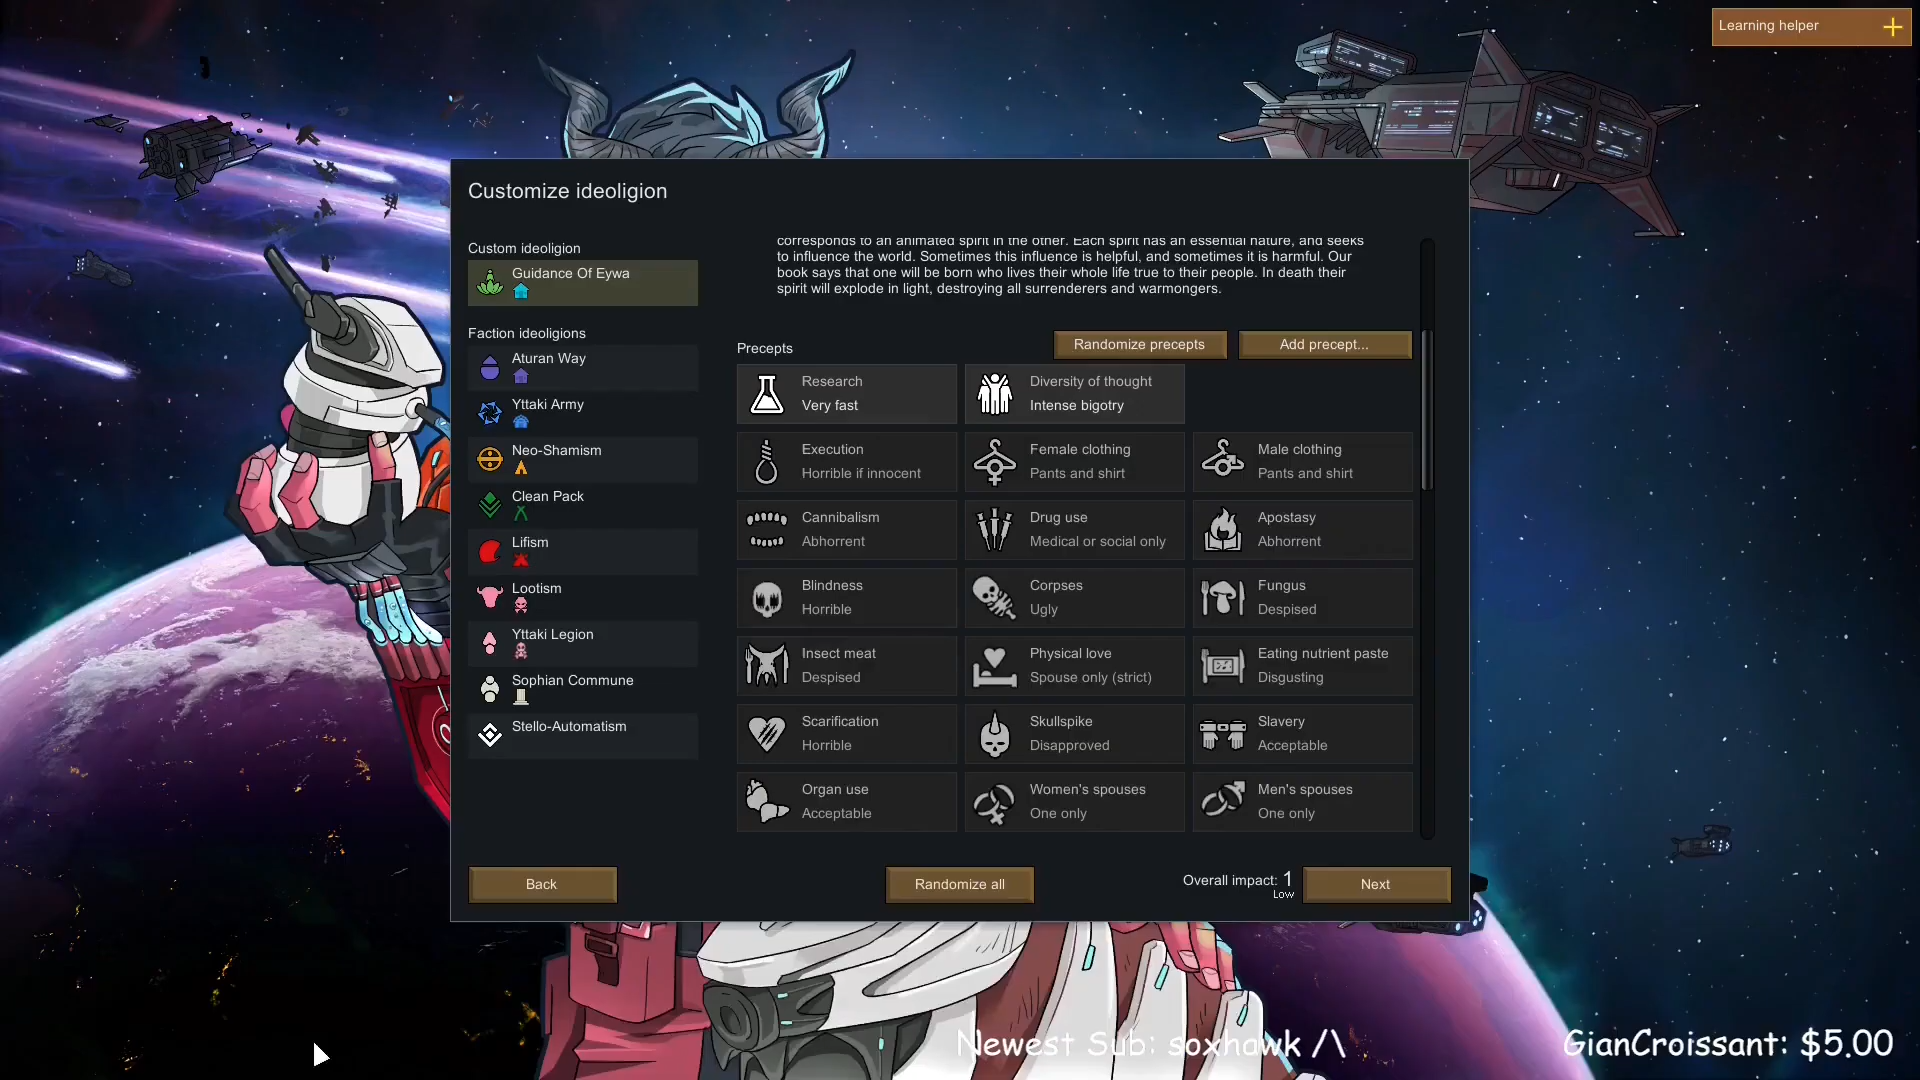 Learning helper
Customize ideoligion
Custom ideoligion
Guidance Of Eywa
Faction ideoligions
Aturan Way
Yttaki Army
Neo-Shamism
Clean Pack
Lifism
Lootism
Yttaki Legion
Sophian Commune
Stello-Automatism
corresponds to an animated spirit in the other. Each spirit has an essential nature, and seeks
to influence the world. Sometimes this influence is helpful, and sometimes it is harmful. Our
book says that one will be born who lives their whole life true to their people. In death their
spirit will explode in light, destroying all surrenderers and warmongers.
Precepts
Randomize precepts
Add precept...
Research
Very fast
Diversity of thought
Intense bigotry
Execution
Horrible if innocent
Female clothing
Pants and shirt
Male clothing
Pants and shirt
Cannibalism
Abhorrent
Drug use
Medical or social only
Apostasy
Abhorrent
Blindness
Horrible
Corpses
Ugly
Fungus
Despised
Insect meat
Despised
Physical love
Spouse only (strict)
Eating nutrient paste
Disgusting
Scarification
Horrible
Skullspike
Disapproved
Slavery
Acceptable
Organ use
Acceptable
Women's spouses
One only
Men's spouses
One only
Back
Randomize all
Overall impact: 1
Low
Next
Newest Sub: soxhawk /\
GianCroissant: $5.00